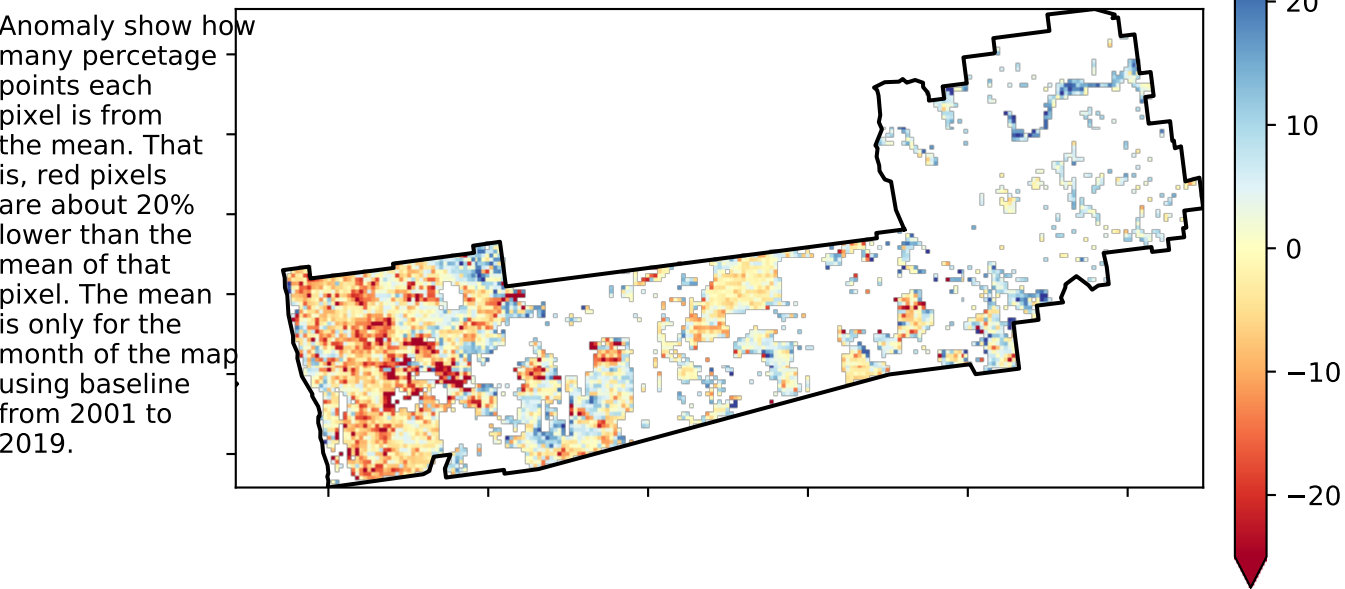 Anomaly show how
many percetage
points each
pixel is from
the mean. That
is, red pixels
are about 20%
lower than the
mean of that
pixel. The mean
is only for the
month of the map
using baseline
from 2001 to
2019.
20
10
0
−10
−20